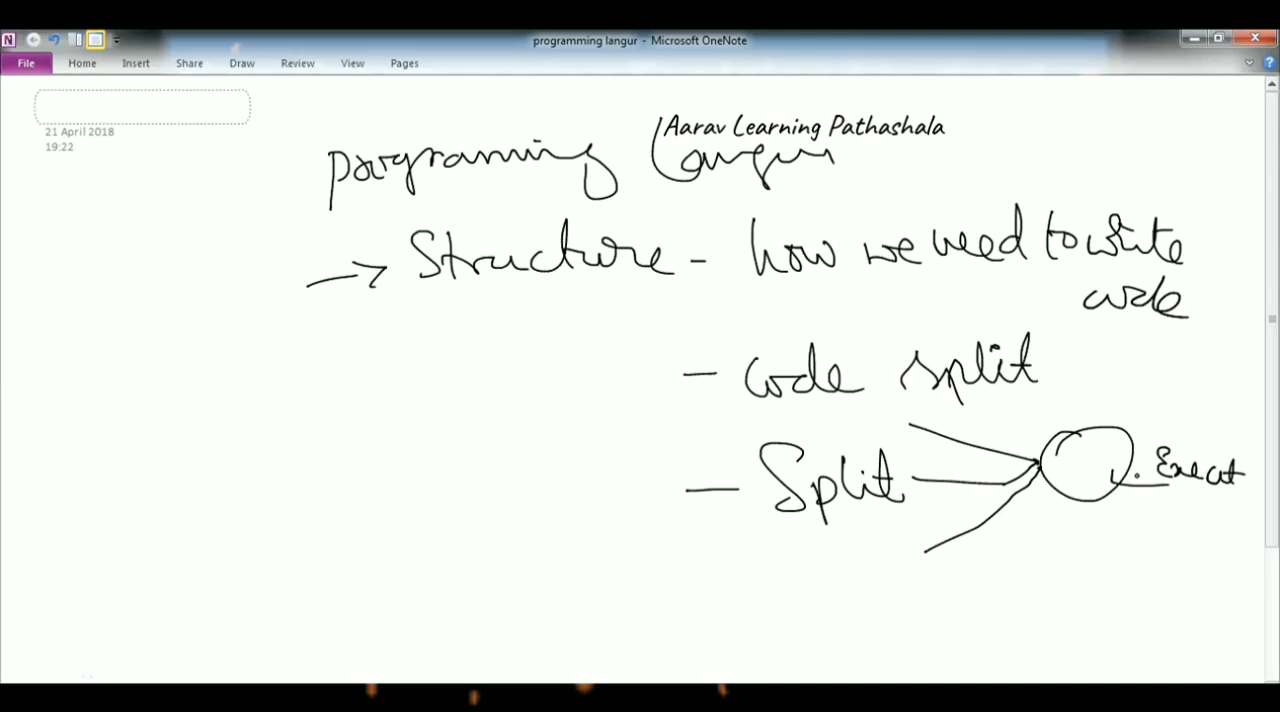 programming langur - Microsoft OneNote
File Home Insert Share Draw Review View Pages
21 April 2018
19:22
Aarav Learning Pathashala
programming Langur
→ Structure - how we need to write
code
- code split
- Split
Execut